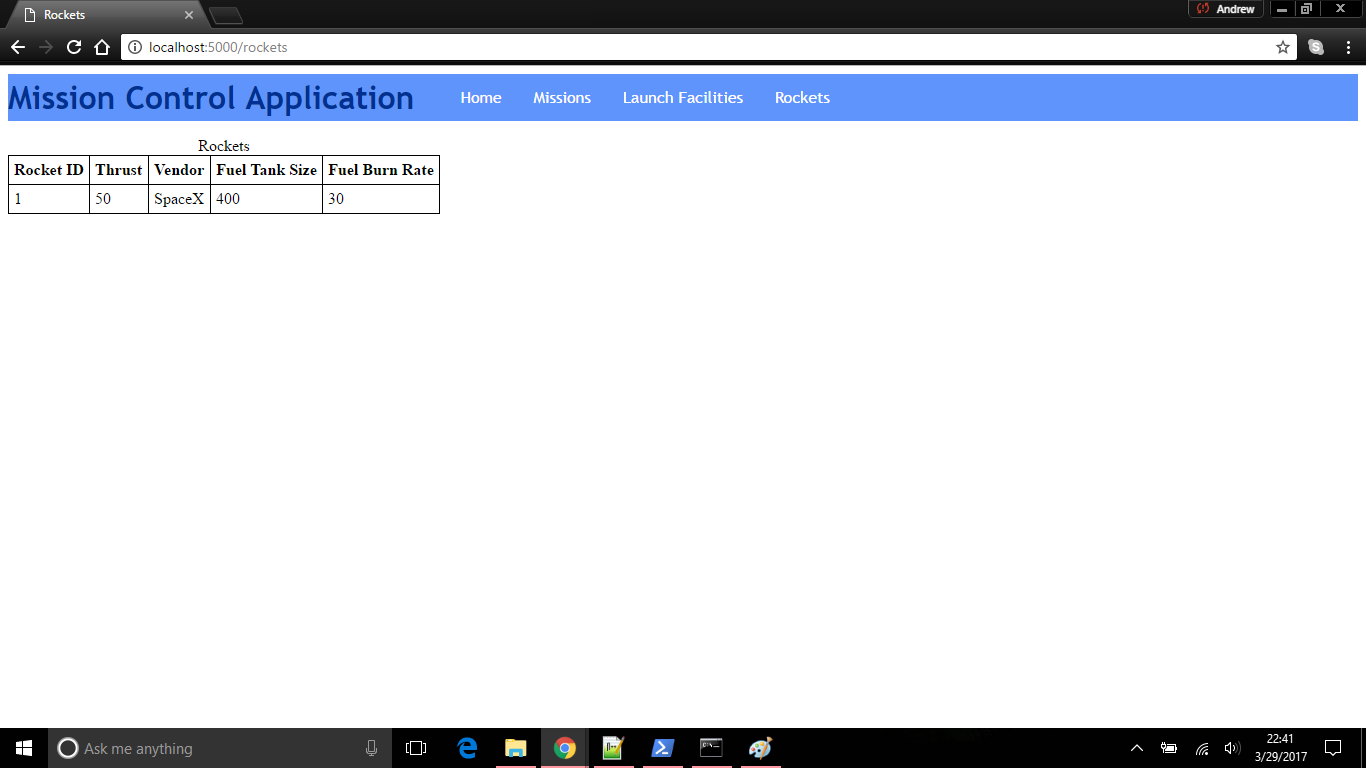 Rockets
Andrew
localhost:5000/rockets
Mission Control Application Home Missions Launch Facilities Rockets
Rockets
Rocket ID Thrust Vendor Fuel Tank Size Fuel Burn Rate
1 50 SpaceX 400 30
Ask me anything
22:41
3/29/2017